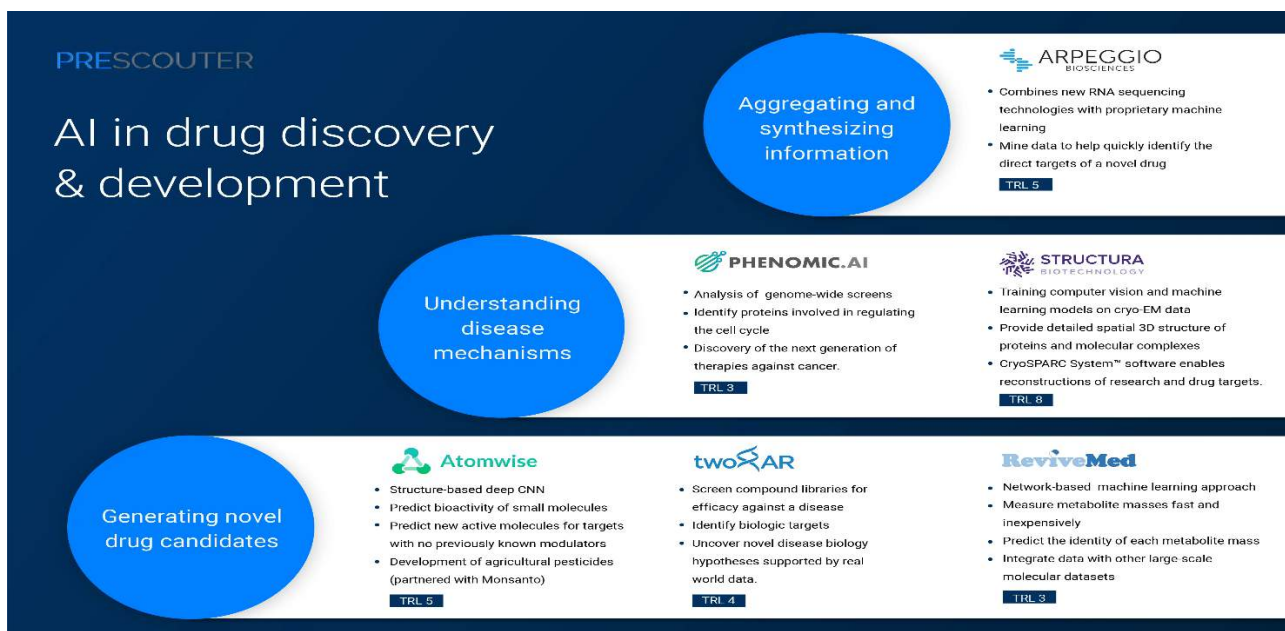 PRESCOUTER
AI in drug discovery
& development
Aggregating and
synthesizing
information
ARPEGGIO
BIOSCIENCES
• Combines new RNA sequencing
technologies with proprietary machine
learning
• Mine data to help quickly identify the
direct targets of a novel drug
TRL 5
Understanding
disease
mechanisms
PHENOMIC.AI
• Analysis of genome-wide screens
• Identify proteins involved in regulating
the cell cycle
• Discovery of the next generation of
therapies against cancer.
TRL 3
STRUCTURA
BIOTECHNOLOGY
• Training computer vision and machine
learning models on cryo-EM data
• Provide detailed spatial 3D structure of
proteins and molecular complexes
• CryoSPARC System™ software enables
reconstructions of research and drug targets.
TRL 8
Generating novel
drug candidates
Atomwise
• Structure-based deep CNN
• Predict bioactivity of small molecules
• Predict new active molecules for targets
with no previously known modulators
• Development of agricultural pesticides
(partnered with Monsanto)
TRL 5
twoXAR
• Screen compound libraries for
efficacy against a disease
• Identify biologic targets
• Uncover novel disease biology
hypotheses supported by real
world data.
TRL 4
ReviveMed
• Network-based machine learning approach
• Measure metabolite masses fast and
inexpensively
• Predict the identity of each metabolite mass
• Integrate data with other large-scale
molecular datasets
TRL 3